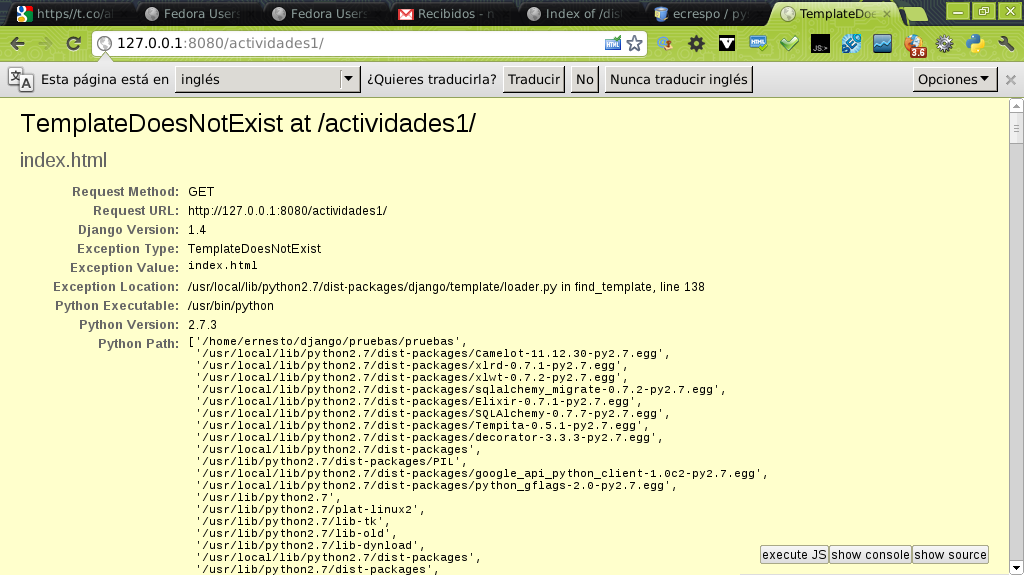 https//t.co/a
Fedora Users
Fedora Users
Recibidos - n
Index of /dist
ecrespo / pys
TemplateDoe
127.0.0.1:8080/actividades1/
Esta página está en inglés ¿Quieres traducirla? Traducir No Nunca traducir inglés Opciones
TemplateDoesNotExist at /actividades1/
index.html
Request Method: GET
Request URL: http://127.0.0.1:8080/actividades1/
Django Version: 1.4
Exception Type: TemplateDoesNotExist
Exception Value: index.html
Exception Location: /usr/local/lib/python2.7/dist-packages/django/template/loader.py in find_template, line 138
Python Executable: /usr/bin/python
Python Version: 2.7.3
Python Path: ['/home/ernesto/django/pruebas/pruebas',
'/usr/local/lib/python2.7/dist-packages/Camelot-11.12.30-py2.7.egg',
'/usr/local/lib/python2.7/dist-packages/xlrd-0.7.1-py2.7.egg',
'/usr/local/lib/python2.7/dist-packages/xlwt-0.7.2-py2.7.egg',
'/usr/local/lib/python2.7/dist-packages/sqlalchemy_migrate-0.7.2-py2.7.egg',
'/usr/local/lib/python2.7/dist-packages/Elixir-0.7.1-py2.7.egg',
'/usr/local/lib/python2.7/dist-packages/SQLAlchemy-0.7.7-py2.7.egg',
'/usr/local/lib/python2.7/dist-packages/Tempita-0.5.1-py2.7.egg',
'/usr/local/lib/python2.7/dist-packages/decorator-3.3.3-py2.7.egg',
'/usr/local/lib/python2.7/dist-packages',
'/usr/lib/python2.7/dist-packages/PIL',
'/usr/local/lib/python2.7/dist-packages/google_api_python_client-1.0c2-py2.7.egg',
'/usr/local/lib/python2.7/dist-packages/python_gflags-2.0-py2.7.egg',
'/usr/lib/python2.7',
'/usr/lib/python2.7/plat-linux2',
'/usr/lib/python2.7/lib-tk',
'/usr/lib/python2.7/lib-old',
'/usr/lib/python2.7/lib-dynload',
'/usr/local/lib/python2.7/dist-packages',
'/usr/lib/python2.7/dist-packages',
execute JS show console show source